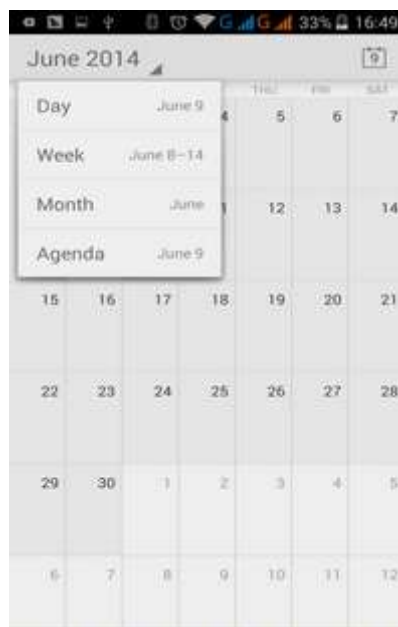 G G 33% 16:49
June 2014 9
THU FRI SAT
Day June 9
4 5 6 7
Week June 8–14
Month June
12 13 14
Agenda June 9
15 16 17 18 19 20 21
22 23 24 25 26 27 28
29 30 1 2 3 4 5
6 7 8 9 10 11 12